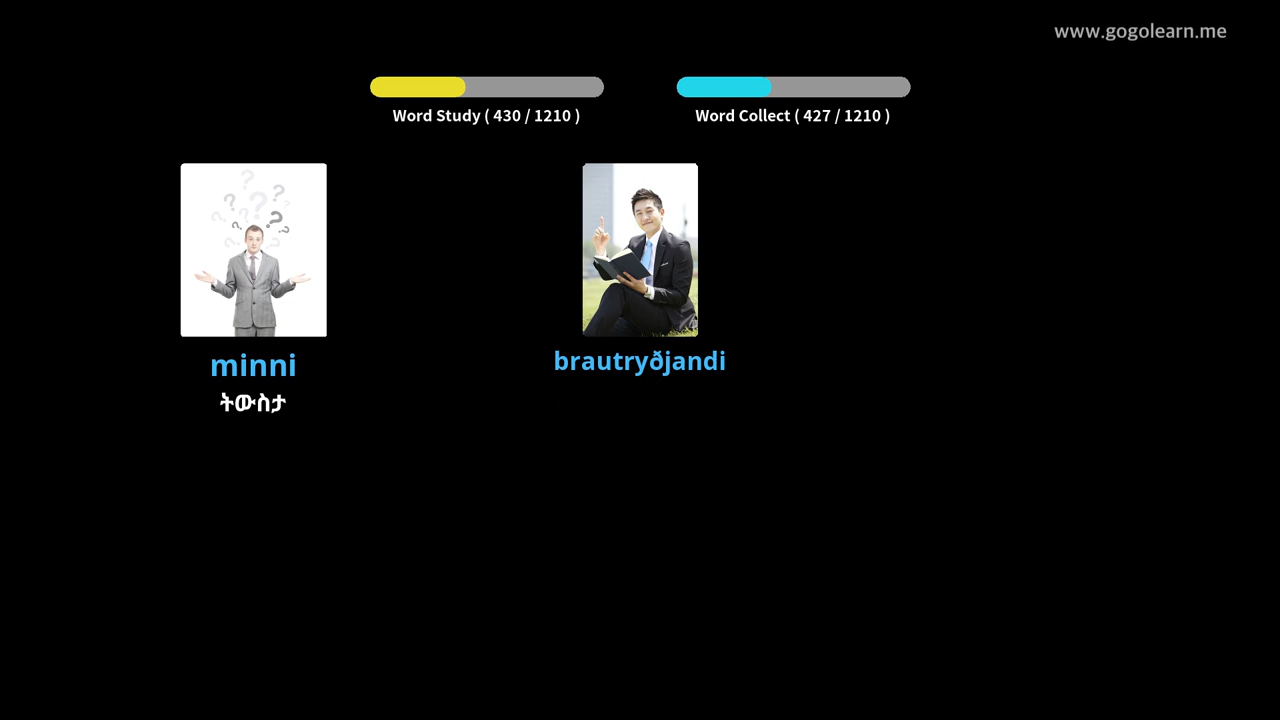 www.gogolearn.me
Word Study ( 430 / 1210 )
Word Collect ( 427 / 1210 )
minni
ትውስታ
brautryðjandi